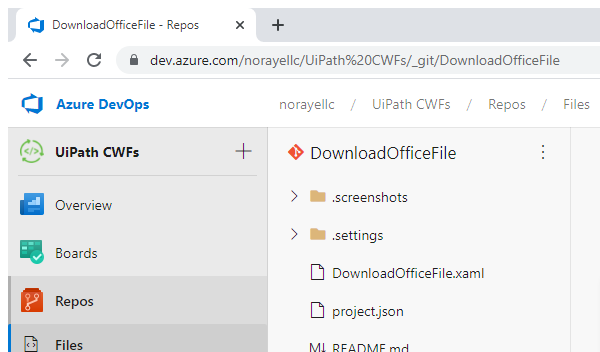 DownloadOfficeFile - Repos
dev.azure.com/norayellc/UiPath%20CWFs/_git/DownloadOfficeFile
Azure DevOps norayellc / UiPath CWFs / Repos / Files
UiPath CWFs
DownloadOfficeFile
.screenshots
Overview
.settings
Boards
DownloadOfficeFile.xaml
Repos
project.json
Files
README.md